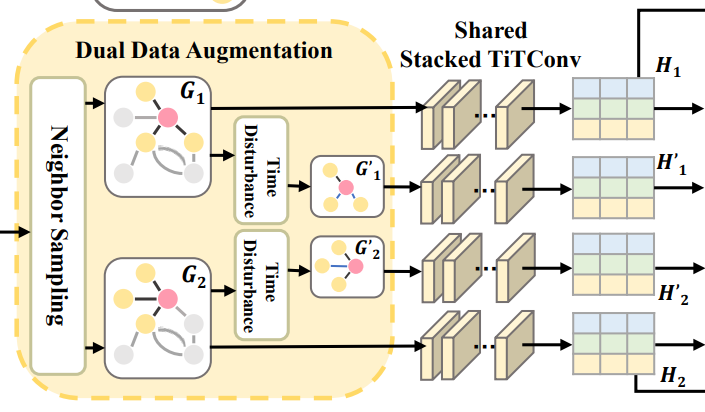 Dual Data Augmentation
Shared
Stacked TiTConv
Neighbor Sampling
G₁
Time
Disturbance
G'₁
G₂
Time
Disturbance
G'₂
...
...
...
...
H₁
H'₁
H'₂
H₂